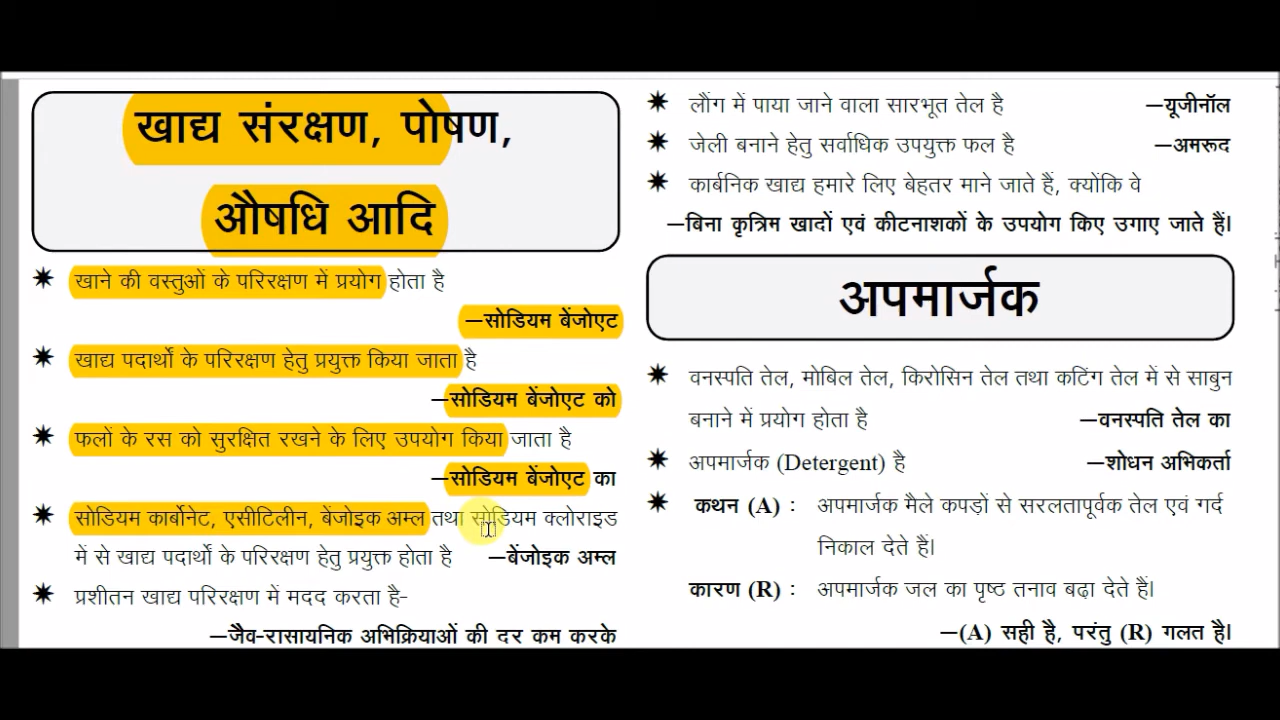 खाद्य संरक्षण, पोषण,
औषधि आदि
✷ खाने की वस्तुओं के परिरक्षण में प्रयोग होता है
–सोडियम बेंजोएट
✷ खाद्य पदार्थों के परिरक्षण हेतु प्रयुक्त किया जाता है
–सोडियम बेंजोएट को
✷ फलों के रस को सुरक्षित रखने के लिए उपयोग किया जाता है
–सोडियम बेंजोएट का
✷ सोडियम कार्बोनेट, एसीटिलीन, बेंजोइक अम्ल तथा सोडियम क्लोराइड
में से खाद्य पदार्थों के परिरक्षण हेतु प्रयुक्त होता है –बेंजोइक अम्ल
✷ प्रशीतन खाद्य परिरक्षण में मदद करता है-
–जैव-रासायनिक अभिक्रियाओं की दर कम करके
✷ लौंग में पाया जाने वाला सारभूत तेल है –यूजीनॉल
✷ जेली बनाने हेतु सर्वाधिक उपयुक्त फल है –अमरूद
✷ कार्बनिक खाद्य हमारे लिए बेहतर माने जाते हैं, क्योंकि वे
–बिना कृत्रिम खादों एवं कीटनाशकों के उपयोग किए उगाए जाते हैं।
अपमार्जक
✷ वनस्पति तेल, मोबिल तेल, किरोसिन तेल तथा कटिंग तेल में से साबुन
बनाने में प्रयोग होता है –वनस्पति तेल का
✷ अपमार्जक (Detergent) है –शोधन अभिकर्ता
✷ कथन (A) : अपमार्जक मैले कपड़ों से सरलतापूर्वक तेल एवं गर्द
निकाल देते हैं।
कारण (R) : अपमार्जक जल का पृष्ठ तनाव बढ़ा देते हैं।
–(A) सही है, परंतु (R) गलत है।